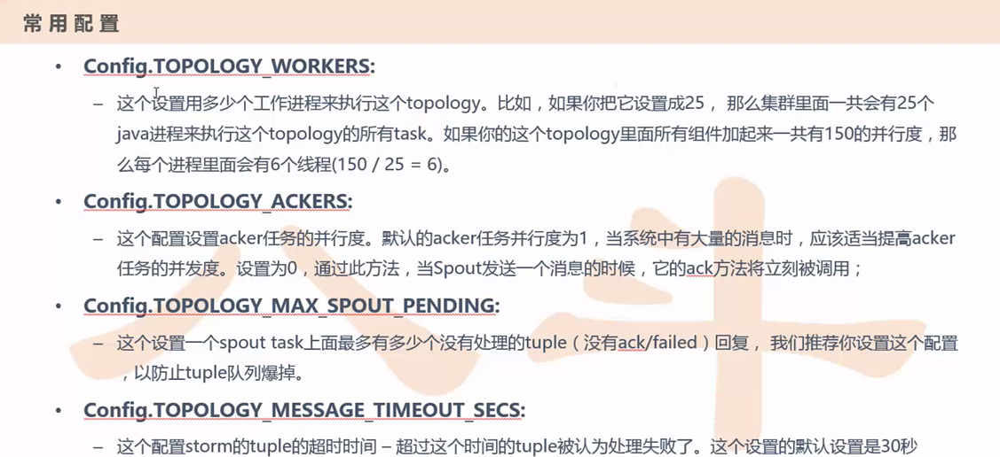 常用配置
• Config.TOPOLOGY_WORKERS:
– 这个设置用多少个工作进程来执行这个topology。比如，如果你把它设置成25， 那么集群里面一共会有25个
java进程来执行这个topology的所有task。如果你的这个topology里面所有组件加起来一共有150的并行度，那
么每个进程里面会有6个线程(150 / 25 = 6)。
• Config.TOPOLOGY_ACKERS:
– 这个配置设置acker任务的并行度。默认的acker任务并行度为1，当系统中有大量的消息时，应该适当提高acker
任务的并发度。设置为0，通过此方法，当Spout发送一个消息的时候，它的ack方法将立刻被调用；
• Config.TOPOLOGY_MAX_SPOUT_PENDING:
– 这个设置一个spout task上面最多有多少个没有处理的tuple（没有ack/failed）回复， 我们推荐你设置这个配置
，以防止tuple队列爆掉。
• Config.TOPOLOGY_MESSAGE_TIMEOUT_SECS:
– 这个配置storm的tuple的超时时间 – 超过这个时间的tuple被认为处理失败了。这个设置的默认设置是30秒
八斗